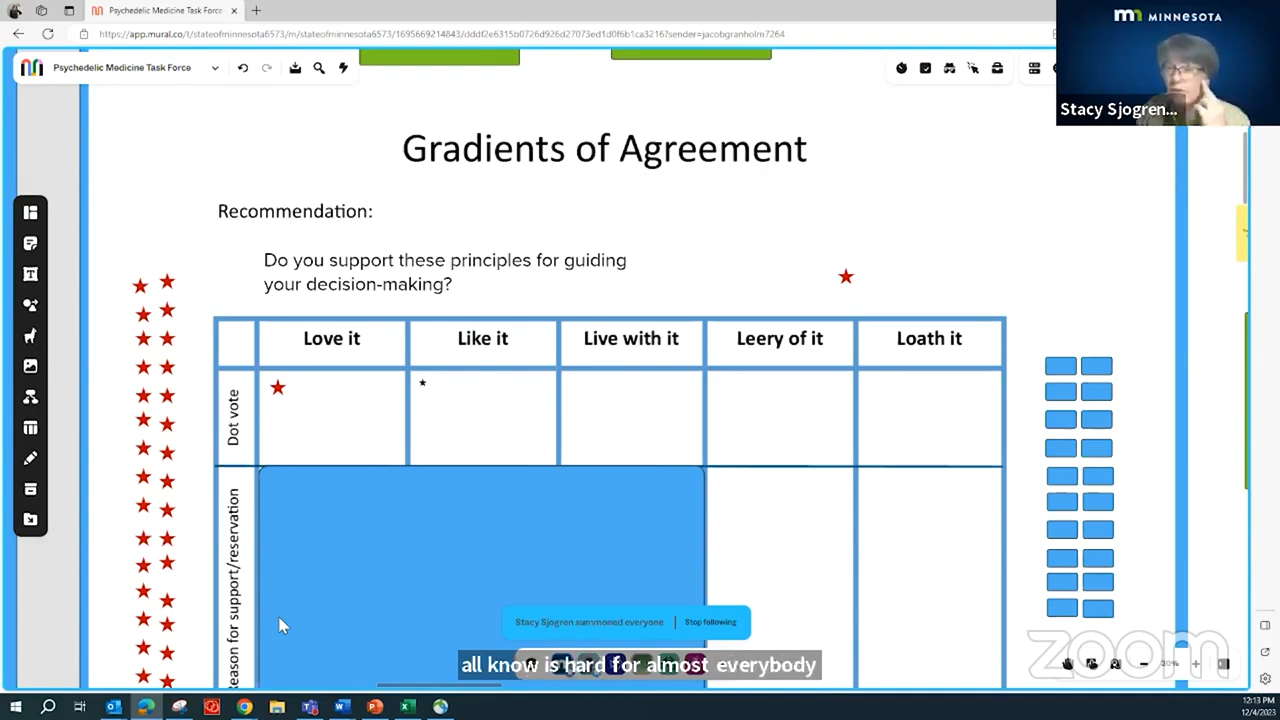 Psychedelic Medicine Task Force
https://app.mural.co/t/stateofminnesota6573/m/stateofminnesota6573/1695669214843/dddf2e6315b0726d926d27073ed1d0f6b1ca3216?sender=jacobgranholm7264
MINNESOTA
Psychedelic Medicine Task Force
Stacy Sjogren...
Gradients of Agreement
Recommendation:
Do you support these principles for guiding
your decision-making?
Love it
Like it
Live with it
Leery of it
Loath it
Dot vote
Reason for support/reservation
Stacy Sjogren summoned everyone
Stop following
all know is hard for almost everybody
zoom
30%
12:13 PM
12/4/2023